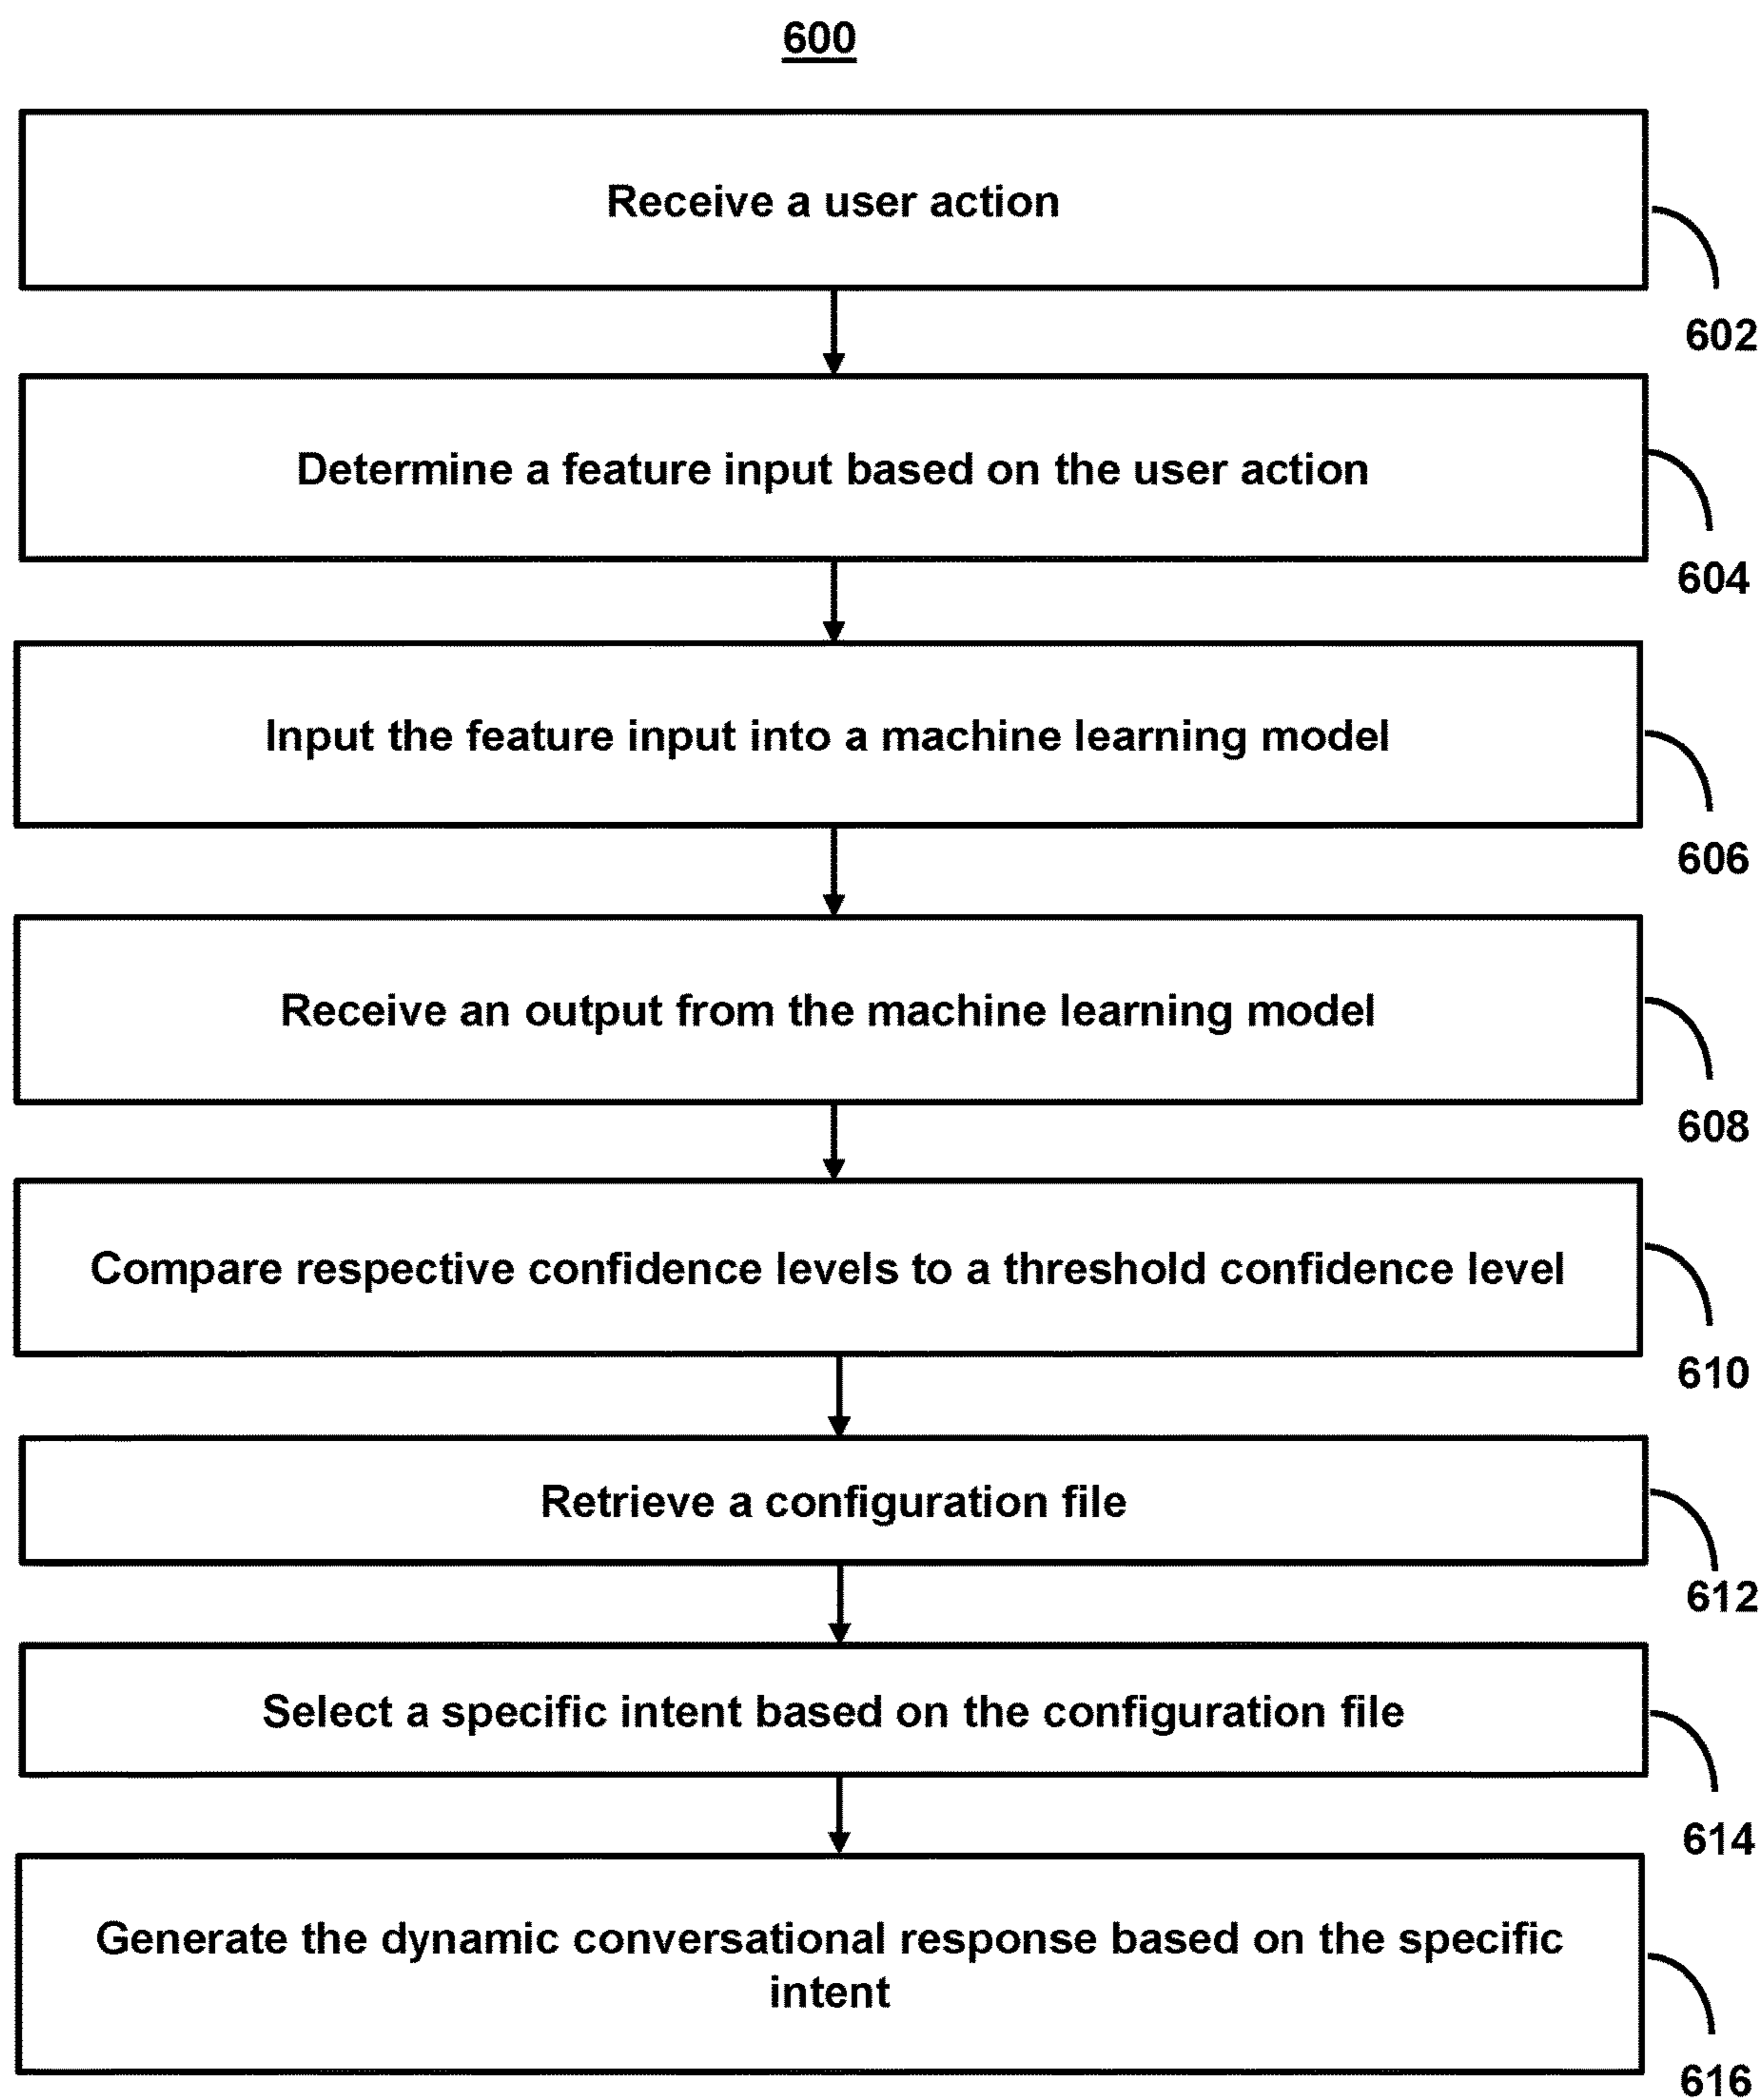 600
Receive a user action
602
Determine a feature input based on the user action
604
Input the feature input into a machine learning model
606
Receive an output from the machine learning model
608
Compare respective confidence levels to a threshold confidence level
610
Retrieve a configuration file
612
Select a specific intent based on the configuration file
614
Generate the dynamic conversational response based on the specific
intent
616